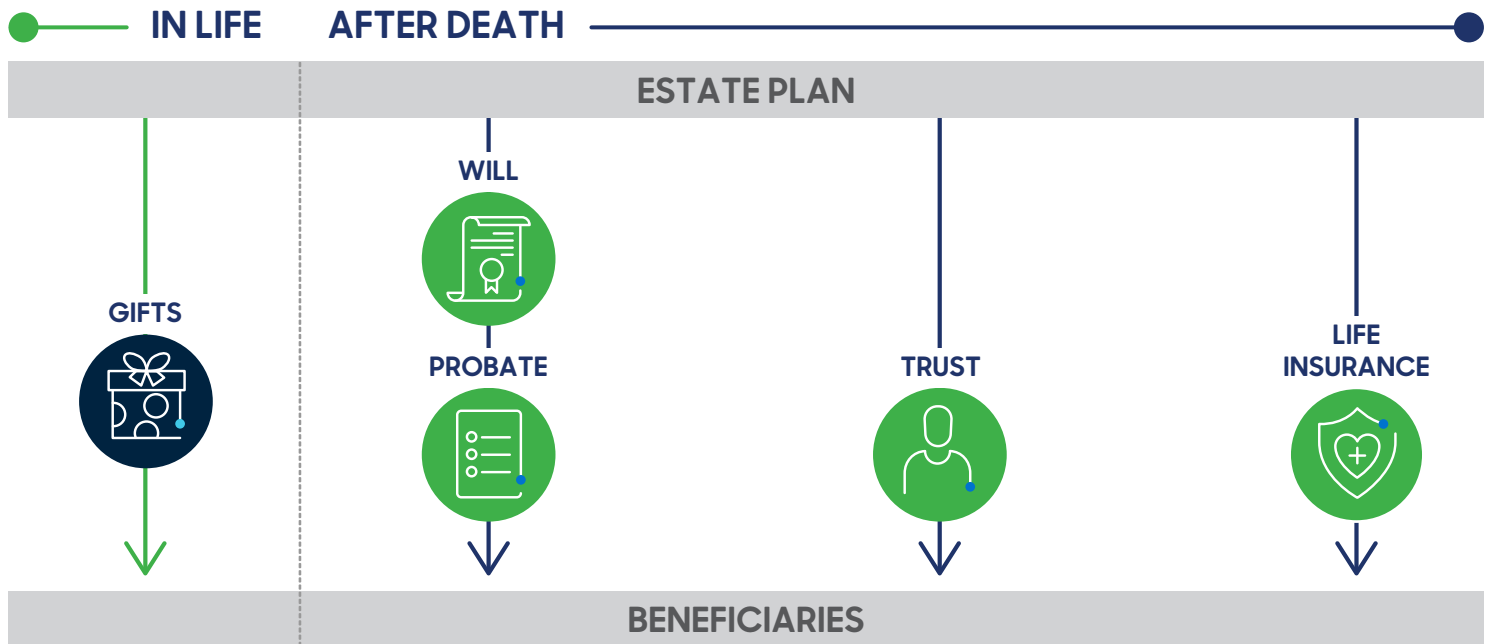 IN LIFE
AFTER DEATH
ESTATE PLAN
GIFTS
WILL
PROBATE
TRUST
LIFE
INSURANCE
BENEFICIARIES